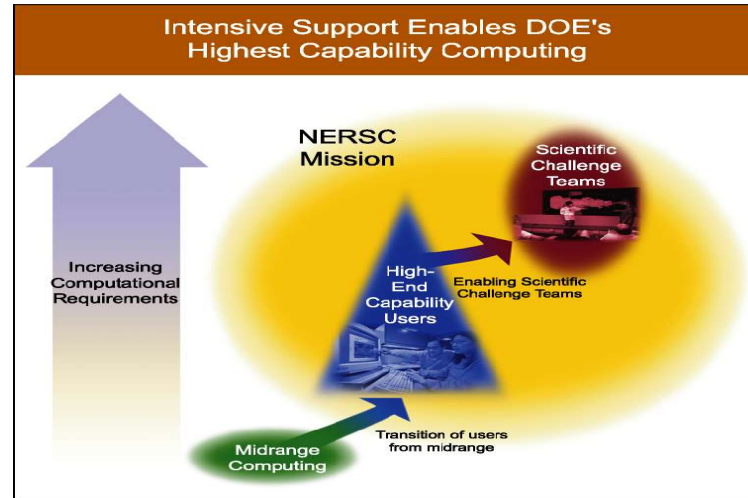 Intensive Support Enables DOE's
Highest Capability Computing
NERSC
Mission
Scientific
Challenge
Teams
Increasing
Computational
Requirements
High-
End
Capability
Users
Enabling Scientific
Challenge Teams
Midrange
Computing
Transition of users
from midrange